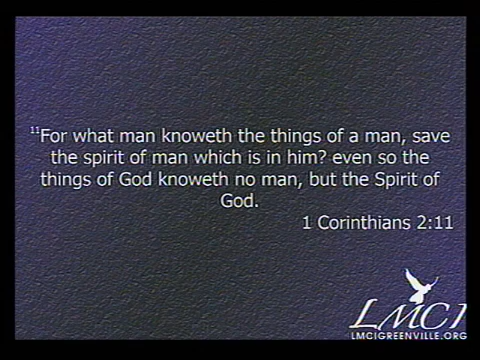 11For what man knoweth the things of a man, save
the spirit of man which is in him? even so the
things of God knoweth no man, but the Spirit of
God.
1 Corinthians 2:11
LMCI
LMCIGREENVILLE.ORG